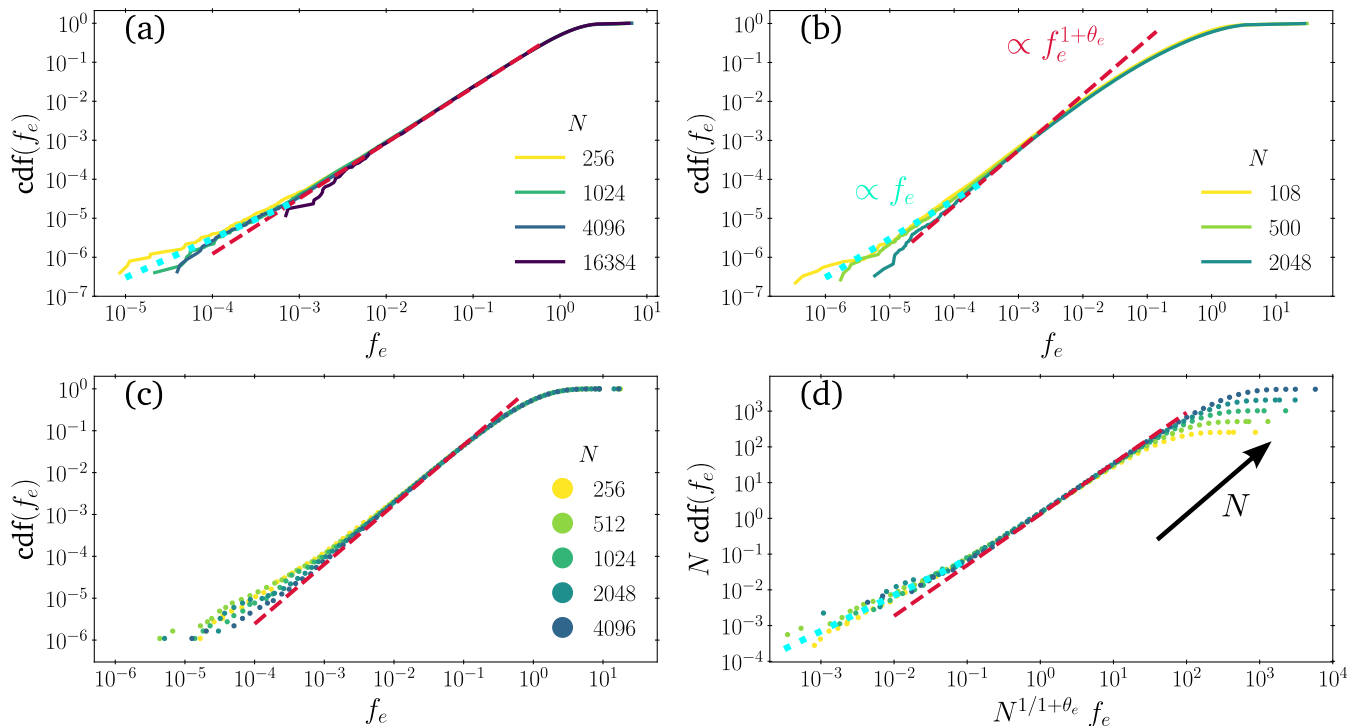 (a)
cdf(f_e)
10^0
10^{-1}
10^{-2}
10^{-3}
10^{-4}
10^{-5}
10^{-6}
10^{-7}
N
256
1024
4096
16384
10^{-5} 10^{-4} 10^{-3} 10^{-2} 10^{-1} 10^0 10^1
f_e
(b)
cdf(f_e)
10^0
10^{-1}
10^{-2}
10^{-3}
10^{-4}
10^{-5}
10^{-6}
10^{-7}
∝ f_e^{1+θ_e}
∝ f_e
N
108
500
2048
10^{-6} 10^{-5} 10^{-4} 10^{-3} 10^{-2} 10^{-1} 10^0 10^1
f_e
(c)
cdf(f_e)
10^0
10^{-1}
10^{-2}
10^{-3}
10^{-4}
10^{-5}
10^{-6}
N
256
512
1024
2048
4096
10^{-6} 10^{-5} 10^{-4} 10^{-3} 10^{-2} 10^{-1} 10^0 10^1
f_e
(d)
N cdf(f_e)
10^3
10^2
10^1
10^0
10^{-1}
10^{-2}
10^{-3}
10^{-4}
N
10^{-3} 10^{-2} 10^{-1} 10^0 10^1 10^2 10^3 10^4
N^{1/1+θ_e} f_e